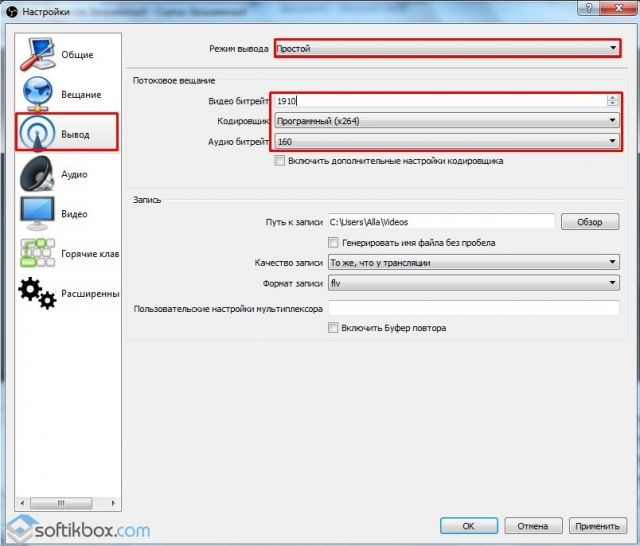 Настройки
Общие
Вещание
Вывод
Аудио
Видео
Горячие клав
Расширенны
Режим вывода Простой
Потоковое вещание
Видео битрейт 1910
Кодировщик Программный (x264)
Аудио битрейт 160
Включить дополнительные настройки кодировщика
Запись
Путь к записи C:\Users\Alla\Videos Обзор
Генерировать имя файла без пробела
Качество записи То же, что у трансляции
Формат записи flv
Пользовательские настройки мультиплексора
Включить Буфер повтора
softikbox.com
OK Отмена Применить